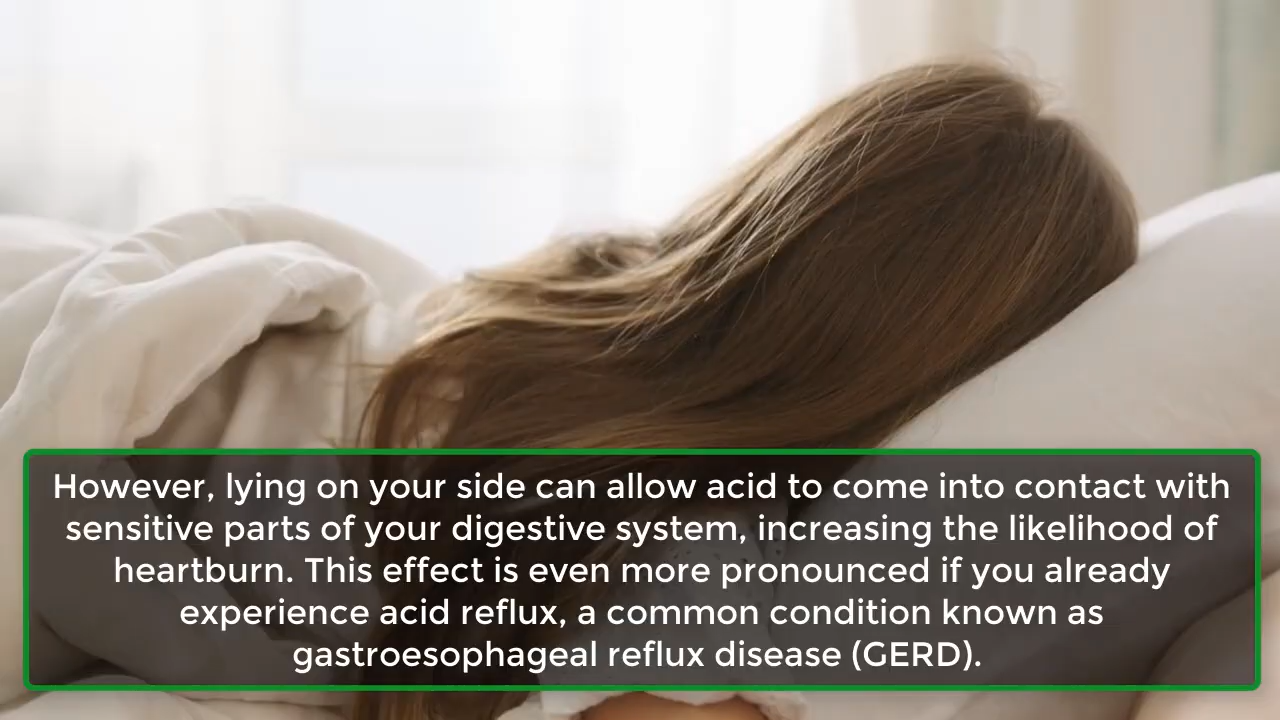 However, lying on your side can allow acid to come into contact with
sensitive parts of your digestive system, increasing the likelihood of
heartburn. This effect is even more pronounced if you already
experience acid reflux, a common condition known as
gastroesophageal reflux disease (GERD).